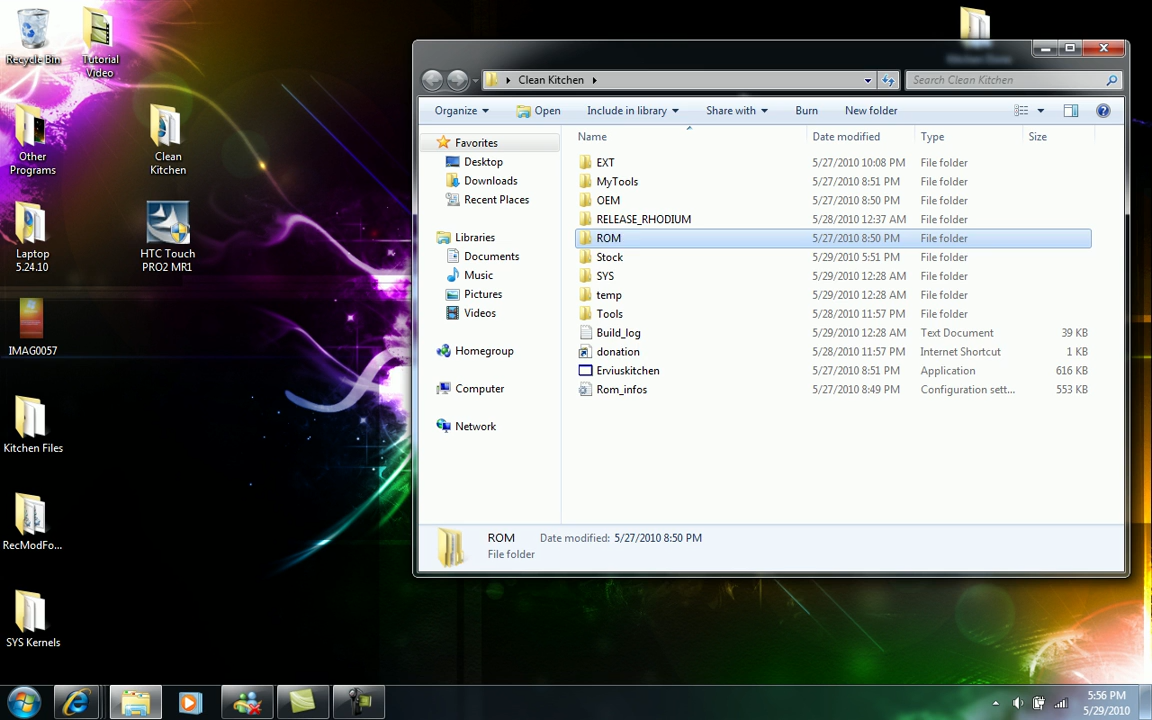 Recycle Bin
Tutorial
Video
Other
Programs
Clean
Kitchen
Laptop
5.24.10
HTC Touch
PRO2 MR1
IMAG0057
Kitchen Files
RecModFo...
SYS Kernels
Clean Kitchen
Search Clean Kitchen
Organize Open Include in library Share with Burn New folder
Favorites
Desktop
Downloads
Recent Places
Libraries
Documents
Music
Pictures
Videos
Homegroup
Computer
Network
Name Date modified Type Size
EXT 5/27/2010 10:08 PM File folder
MyTools 5/27/2010 8:51 PM File folder
OEM 5/27/2010 8:50 PM File folder
RELEASE_RHODIUM 5/28/2010 12:37 AM File folder
ROM 5/27/2010 8:50 PM File folder
Stock 5/29/2010 5:51 PM File folder
SYS 5/29/2010 12:28 AM File folder
temp 5/29/2010 12:28 AM File folder
Tools 5/28/2010 11:57 PM File folder
Build_log 5/29/2010 12:28 AM Text Document 39 KB
donation 5/28/2010 11:57 PM Internet Shortcut 1 KB
Erviuskitchen 5/27/2010 8:51 PM Application 616 KB
Rom_infos 5/27/2010 8:49 PM Configuration sett... 553 KB
ROM Date modified: 5/27/2010 8:50 PM
File folder
5:56 PM
5/29/2010